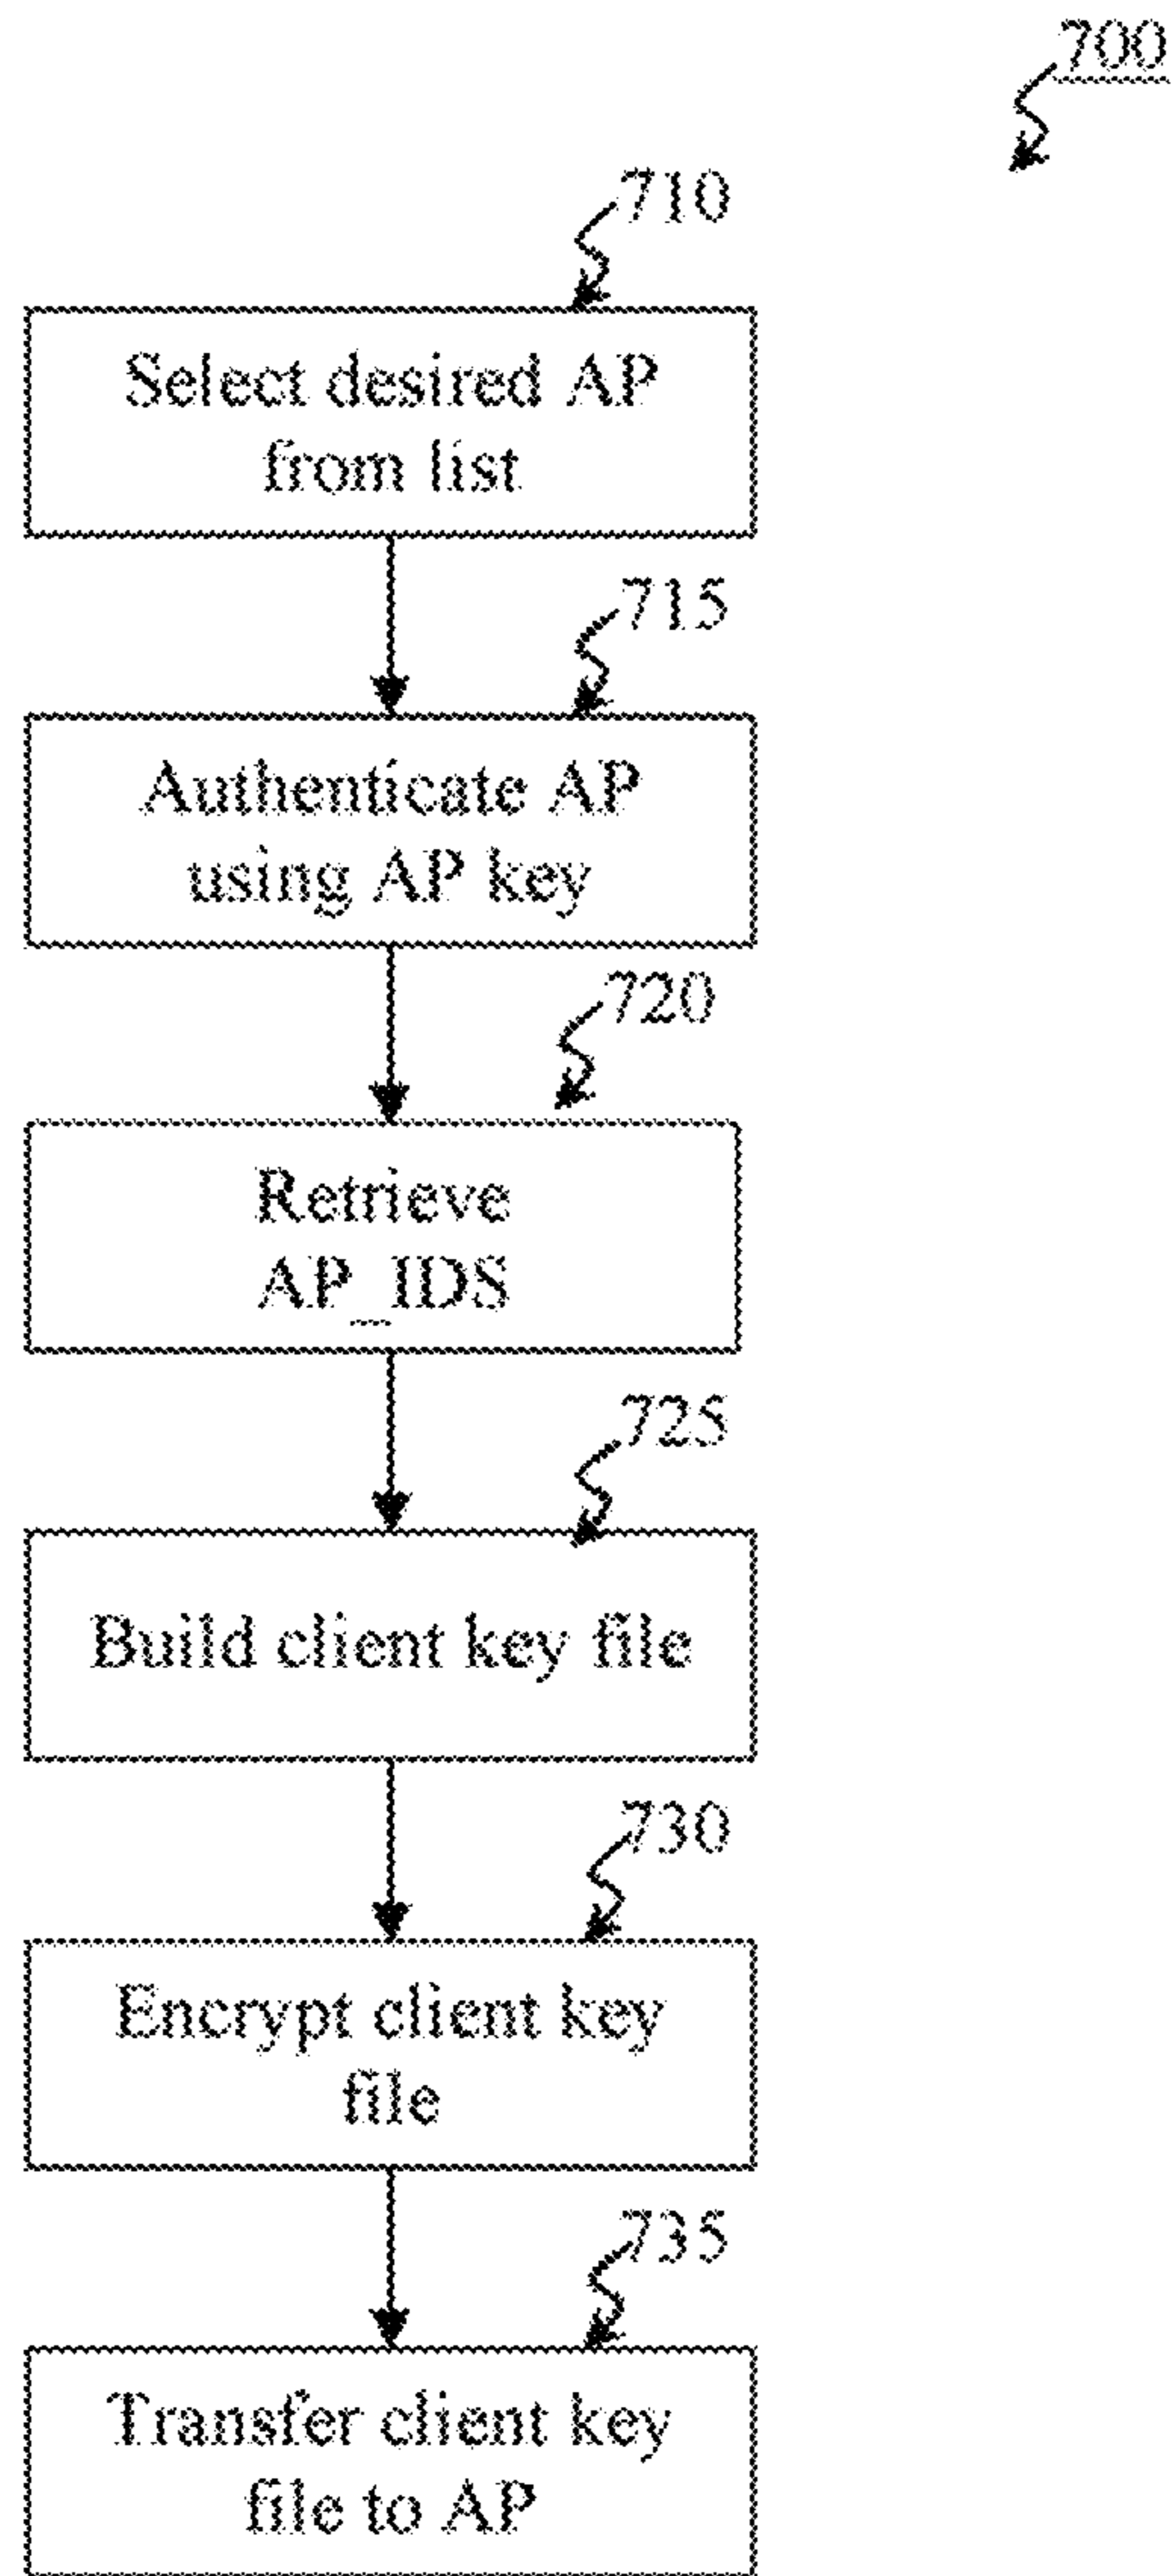 700
710
Select desired AP
from list
715
Authenticate AP
using AP key
720
Retrieve
AP_IDS
725
Build client key file
730
Encrypt client key
file
735
Transfer client key
file to AP